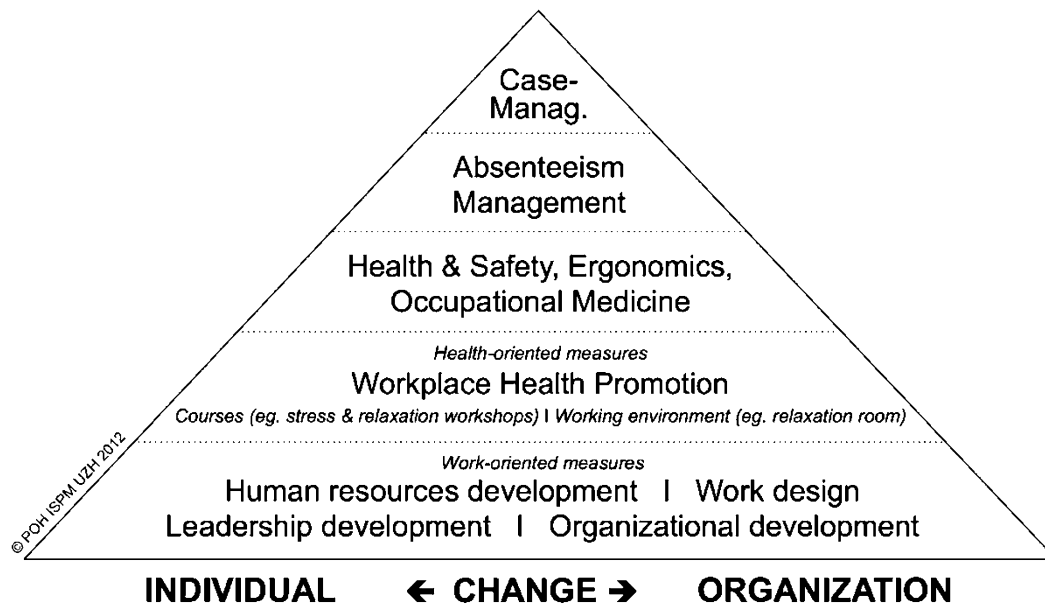 Case-
Manag.
Absenteeism
Management
Health & Safety, Ergonomics,
Occupational Medicine
Health-oriented measures
Workplace Health Promotion
Courses (eg. stress & relaxation workshops) I Working environment (eg. relaxation room)
Work-oriented measures
Human resources development I Work design
Leadership development I Organizational development
© POH ISPM UZH 2012
INDIVIDUAL ← CHANGE → ORGANIZATION